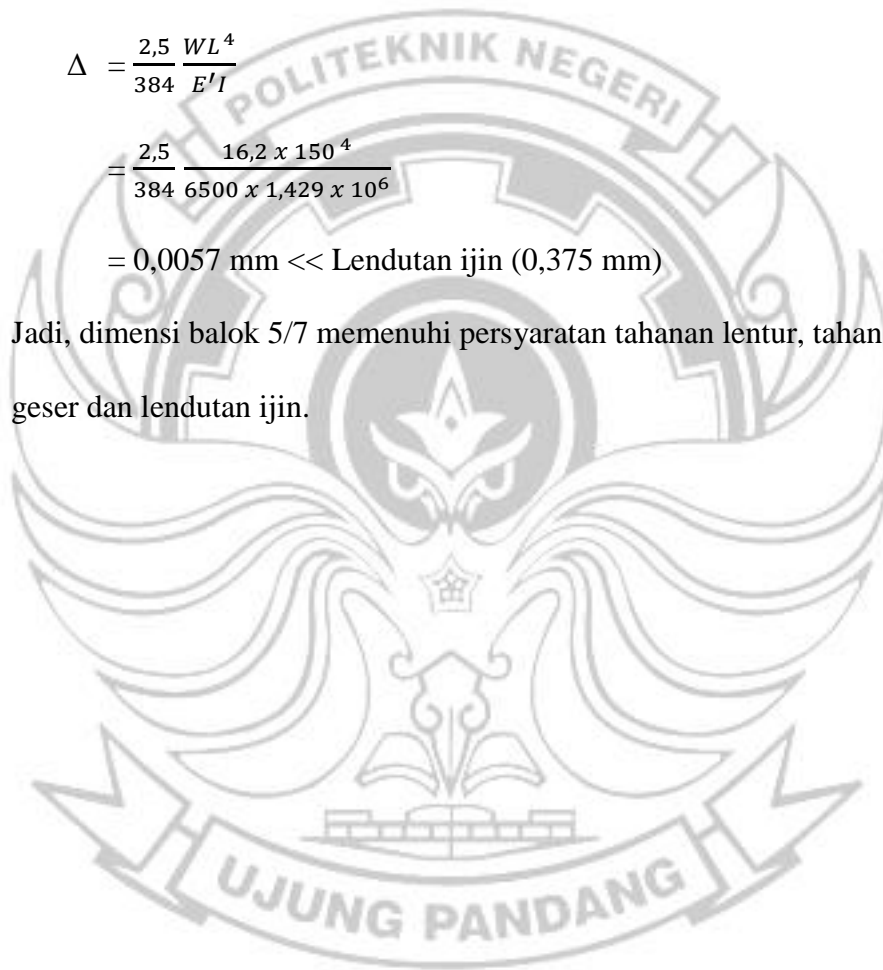 Δ = 2,5/384 WL⁴/E′I
= 2,5/384 16,2 x 150⁴/6500 x 1,429 x 10⁶
= 0,0057 mm << Lendutan ijin (0,375 mm)
Jadi, dimensi balok 5/7 memenuhi persyaratan tahanan lentur, tahan
geser dan lendutan ijin.
POLITEKNIK NEGERI
UJUNG PANDANG